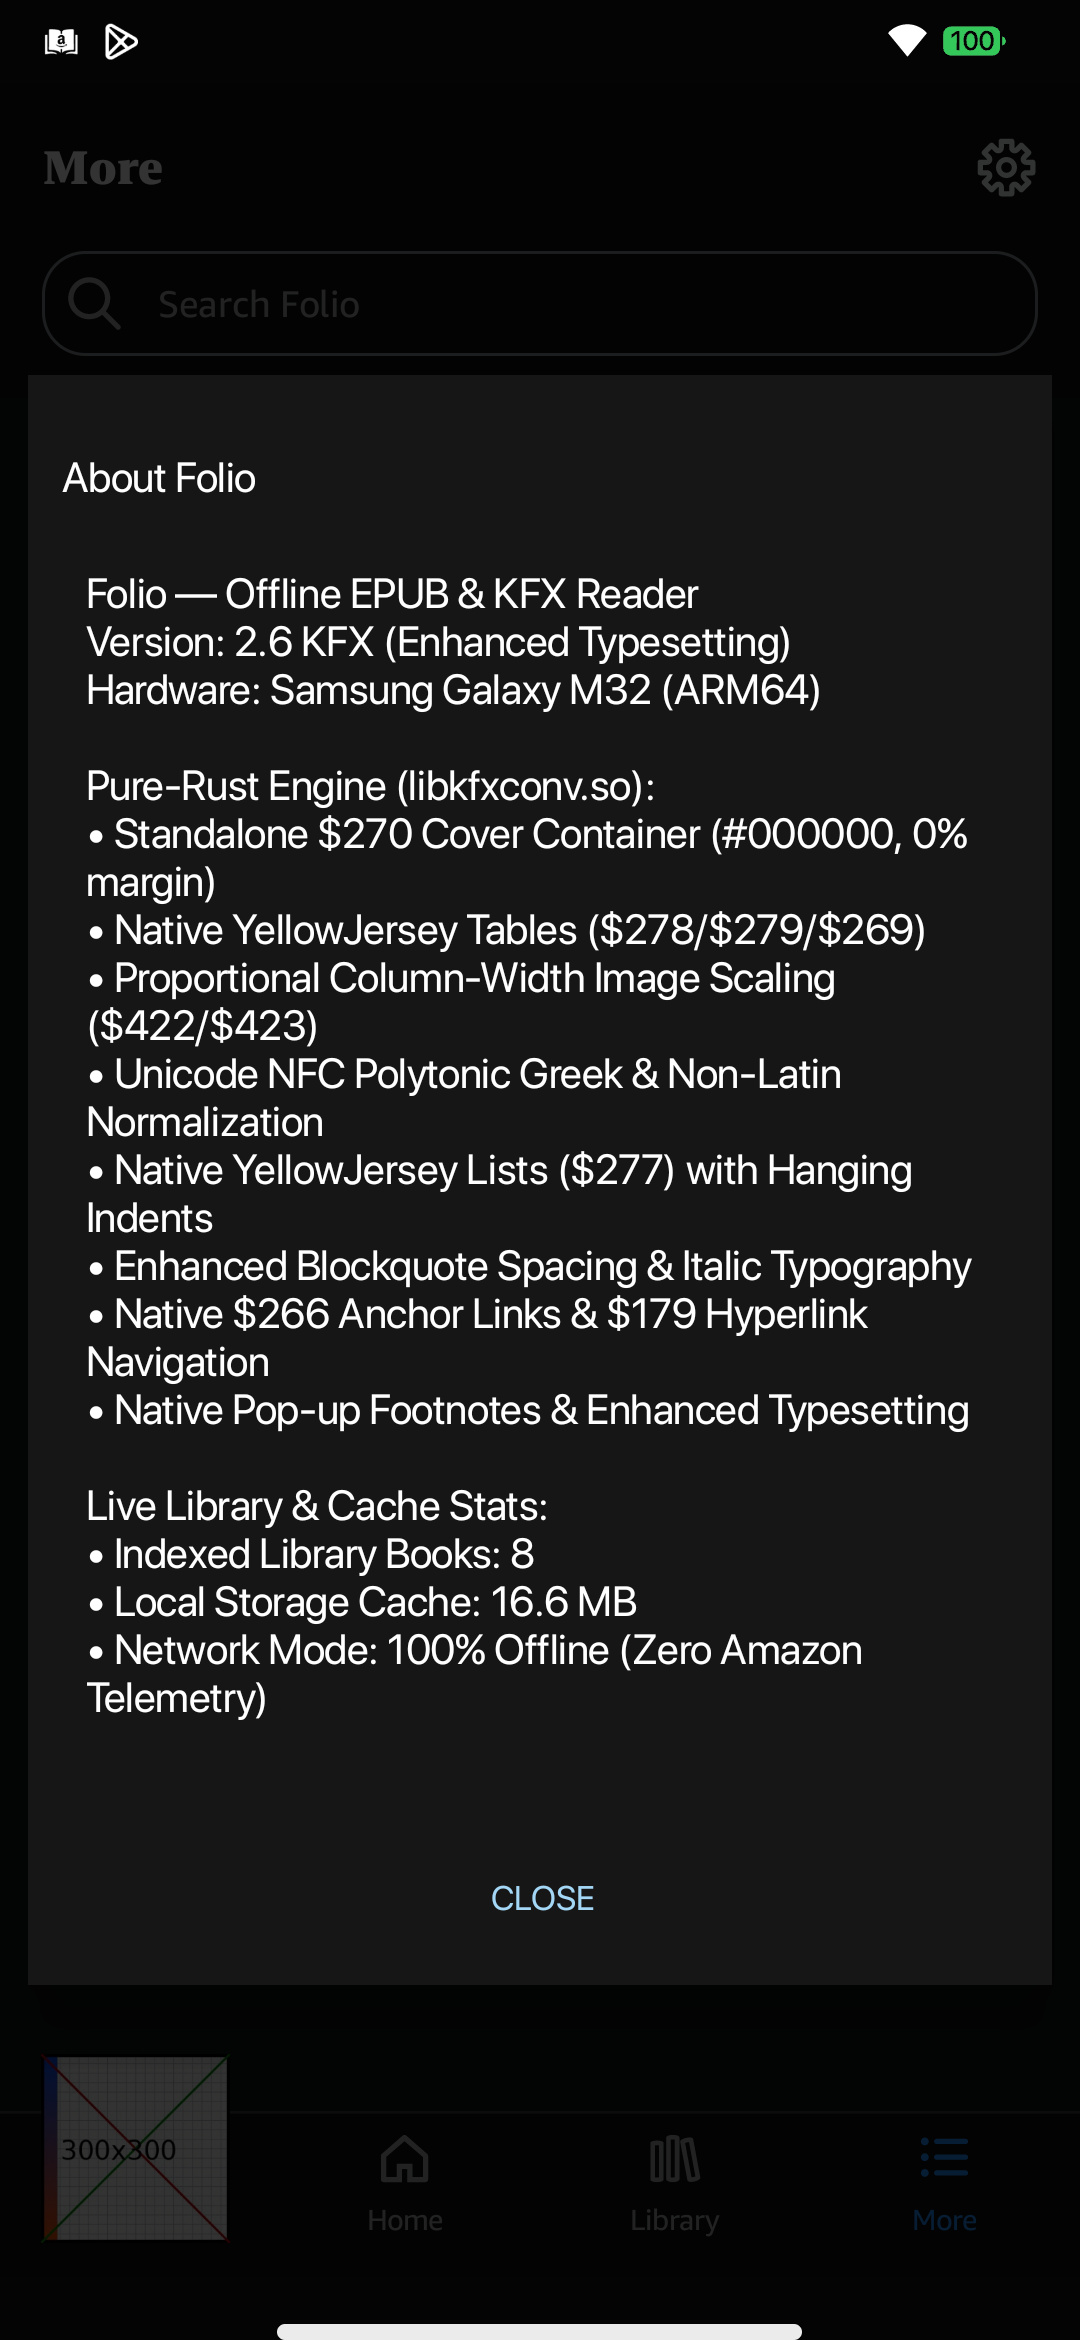 100
More
Search Folio
About Folio
Folio — Offline EPUB & KFX Reader
Version: 2.6 KFX (Enhanced Typesetting)
Hardware: Samsung Galaxy M32 (ARM64)
Pure-Rust Engine (libkfxconv.so):
• Standalone $270 Cover Container (#000000, 0%
margin)
• Native YellowJersey Tables ($278/$279/$269)
• Proportional Column-Width Image Scaling
($422/$423)
• Unicode NFC Polytonic Greek & Non-Latin
Normalization
• Native YellowJersey Lists ($277) with Hanging
Indents
• Enhanced Blockquote Spacing & Italic Typography
• Native $266 Anchor Links & $179 Hyperlink
Navigation
• Native Pop-up Footnotes & Enhanced Typesetting
Live Library & Cache Stats:
• Indexed Library Books: 8
• Local Storage Cache: 16.6 MB
• Network Mode: 100% Offline (Zero Amazon
Telemetry)
CLOSE
300x300
Home
Library
More